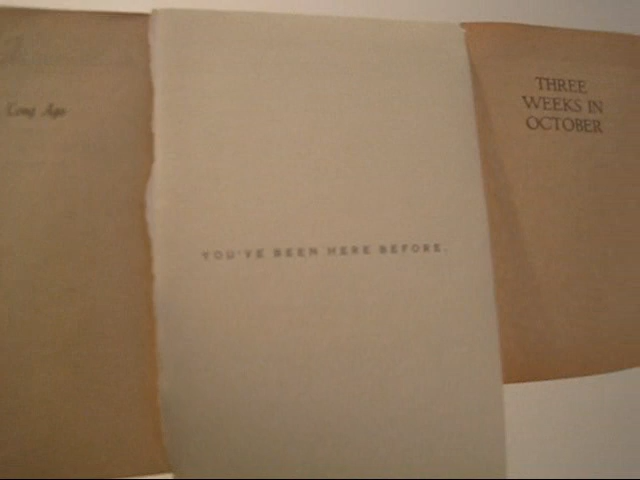 Long Ago
YOU'VE BEEN HERE BEFORE.
THREE
WEEKS IN
OCTOBER